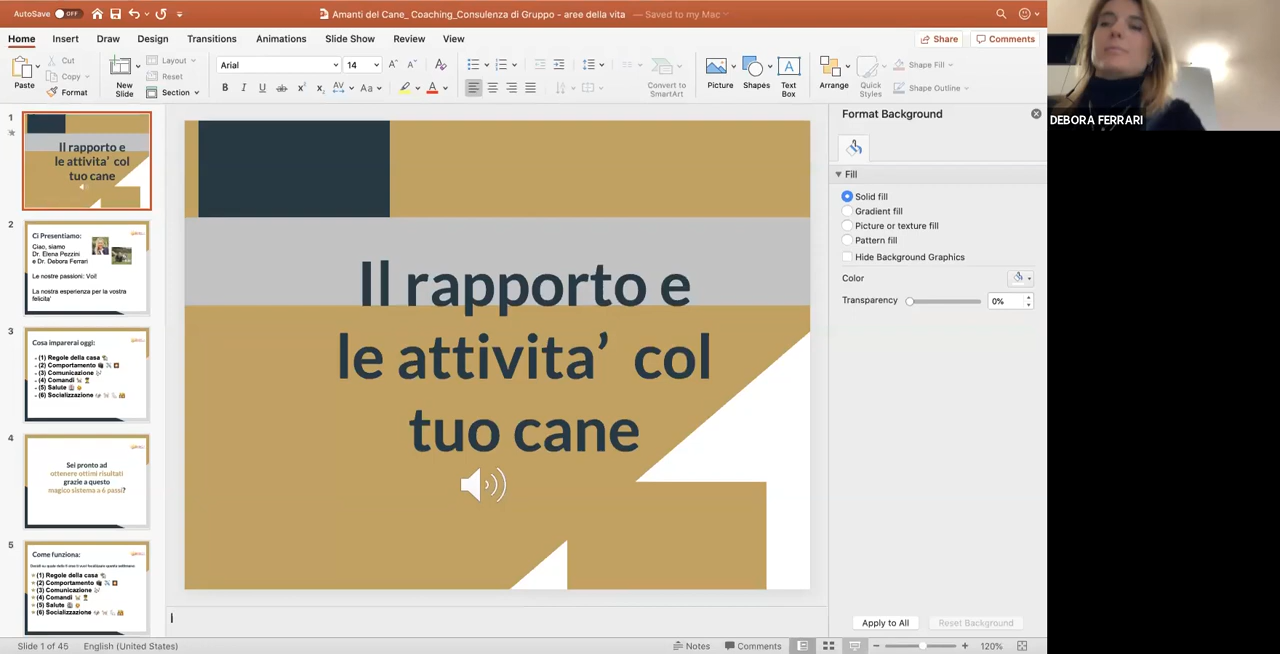 AutoSave OFF
Amanti del Cane_ Coaching_Consulenza di Gruppo - aree della vita — Saved to my Mac
Home Insert Draw Design Transitions Animations Slide Show Review View
Share Comments
Paste
Cut
Copy
Format
New Slide
Layout
Reset
Section
Arial 14
Convert to SmartArt
Picture Shapes Text Box
Arrange Quick Styles
Shape Fill
Shape Outline
1
Il rapporto e
le attivita’ col
tuo cane
2
Ci Presentiamo:
Ciao, siamo
Dr. Elena Pezzini
e Dr. Debora Ferrari
Le nostre passioni: Voi!
La nostra esperienza per la vostra
felicita'
3
Cosa imparerai oggi:
(1) Regole della casa
(2) Comportamento
(3) Comunicazione
(4) Comandi
(5) Salute
(6) Socializzazione
4
Sei pronto ad
ottenere ottimi risultati
grazie a questo
magico sistema a 6 passi?
5
Come funziona:
(1) Regole della casa
(2) Comportamento
(3) Comunicazione
(4) Comandi
(5) Salute
(6) Socializzazione
Il rapporto e
le attivita’ col
tuo cane
Format Background
Fill
Solid fill
Gradient fill
Picture or texture fill
Pattern fill
Hide Background Graphics
Color
Transparency 0%
Apply to All Reset Background
Slide 1 of 45 English (United States)
Notes Comments 120%
DEBORA FERRARI